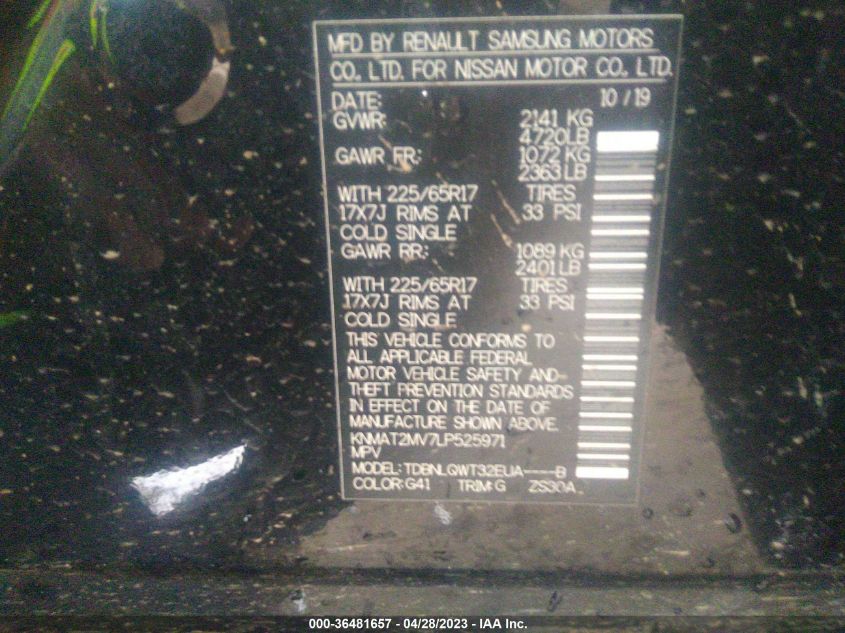 MFD BY RENAULT SAMSUNG MOTORS
CO., LTD. FOR NISSAN MOTOR CO., LTD.
DATE: 10/19
GVWR: 2141 KG
4720LB
GAWR FR: 1072 KG
2363LB
WITH 225/65R17 TIRES
17X7J RIMS AT 33 PSI
COLD SINGLE
GAWR RR: 1089 KG
2401LB
WITH 225/65R17 TIRES
17X7J RIMS AT 33 PSI
COLD SINGLE
THIS VEHICLE CONFORMS TO
ALL APPLICABLE FEDERAL
MOTOR VEHICLE SAFETY AND
THEFT PREVENTION STANDARDS
IN EFFECT ON THE DATE OF
MANUFACTURE SHOWN ABOVE.
KNMAT2MV7LP525971
MPV
MODEL: TDBNLQWT32EUA----B
COLOR:G41 TRIM:G ZS30A
000-36481657 - 04/28/2023 - IAA Inc.